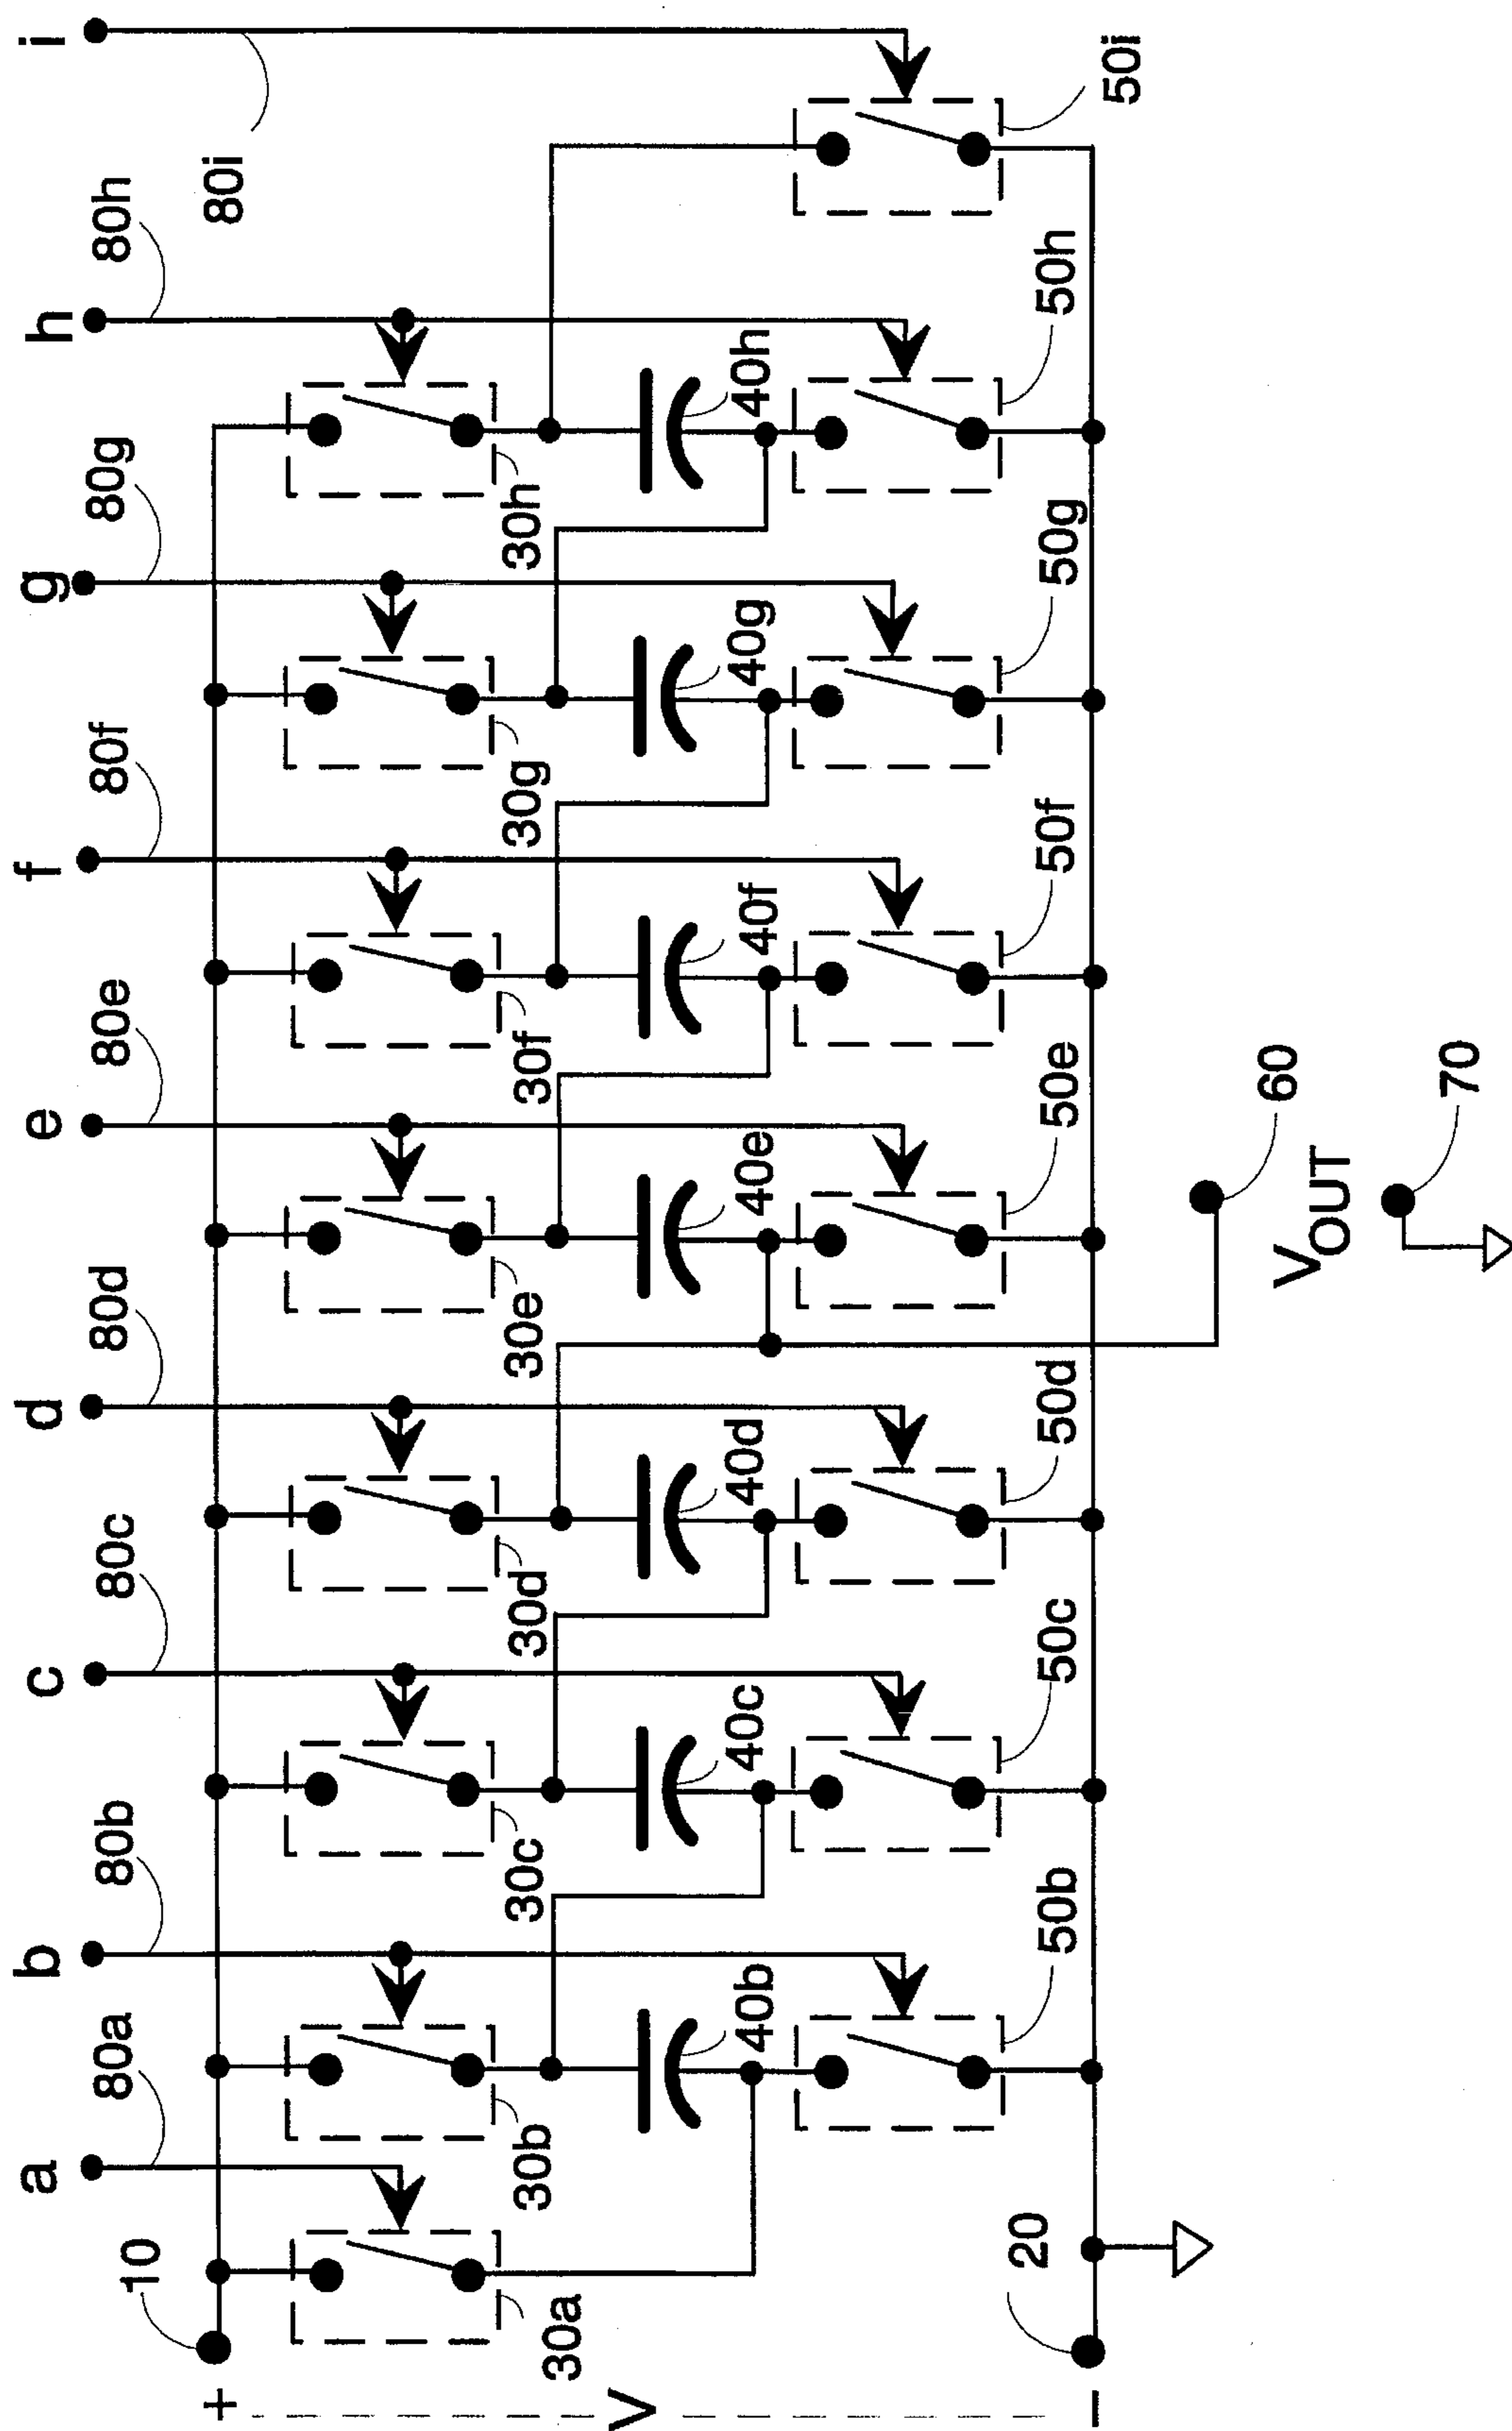 a b c d e f g h i
80a 80b 80c 80d 80e 80f 80g 80h 80i
10
+
V
30a 30b 30c 30d 30e 30f 30g 30h
40b 40c 40d 40e 40f 40g 40h
20
50b 50c 50d 50e 50f 50g 50h 50i
−
60
VOUT
70